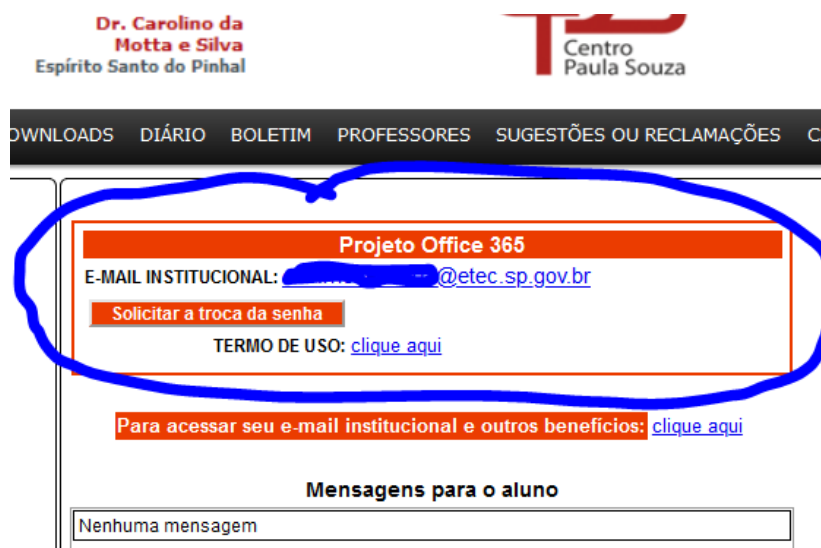 Dr. Carolino da
Motta e Silva
Espírito Santo do Pinhal
Centro
Paula Souza
DIÁRIO BOLETIM PROFESSORES SUGESTÕES OU RECLAMAÇÕES
Projeto Office 365
E-MAIL INSTITUCIONAL: @etec.sp.gov.br
Solicitar a troca da senha
TERMO DE USO: clique aqui
Para acessar seu e-mail institucional e outros benefícios: clique aqui
Mensagens para o aluno
Nenhuma mensagem